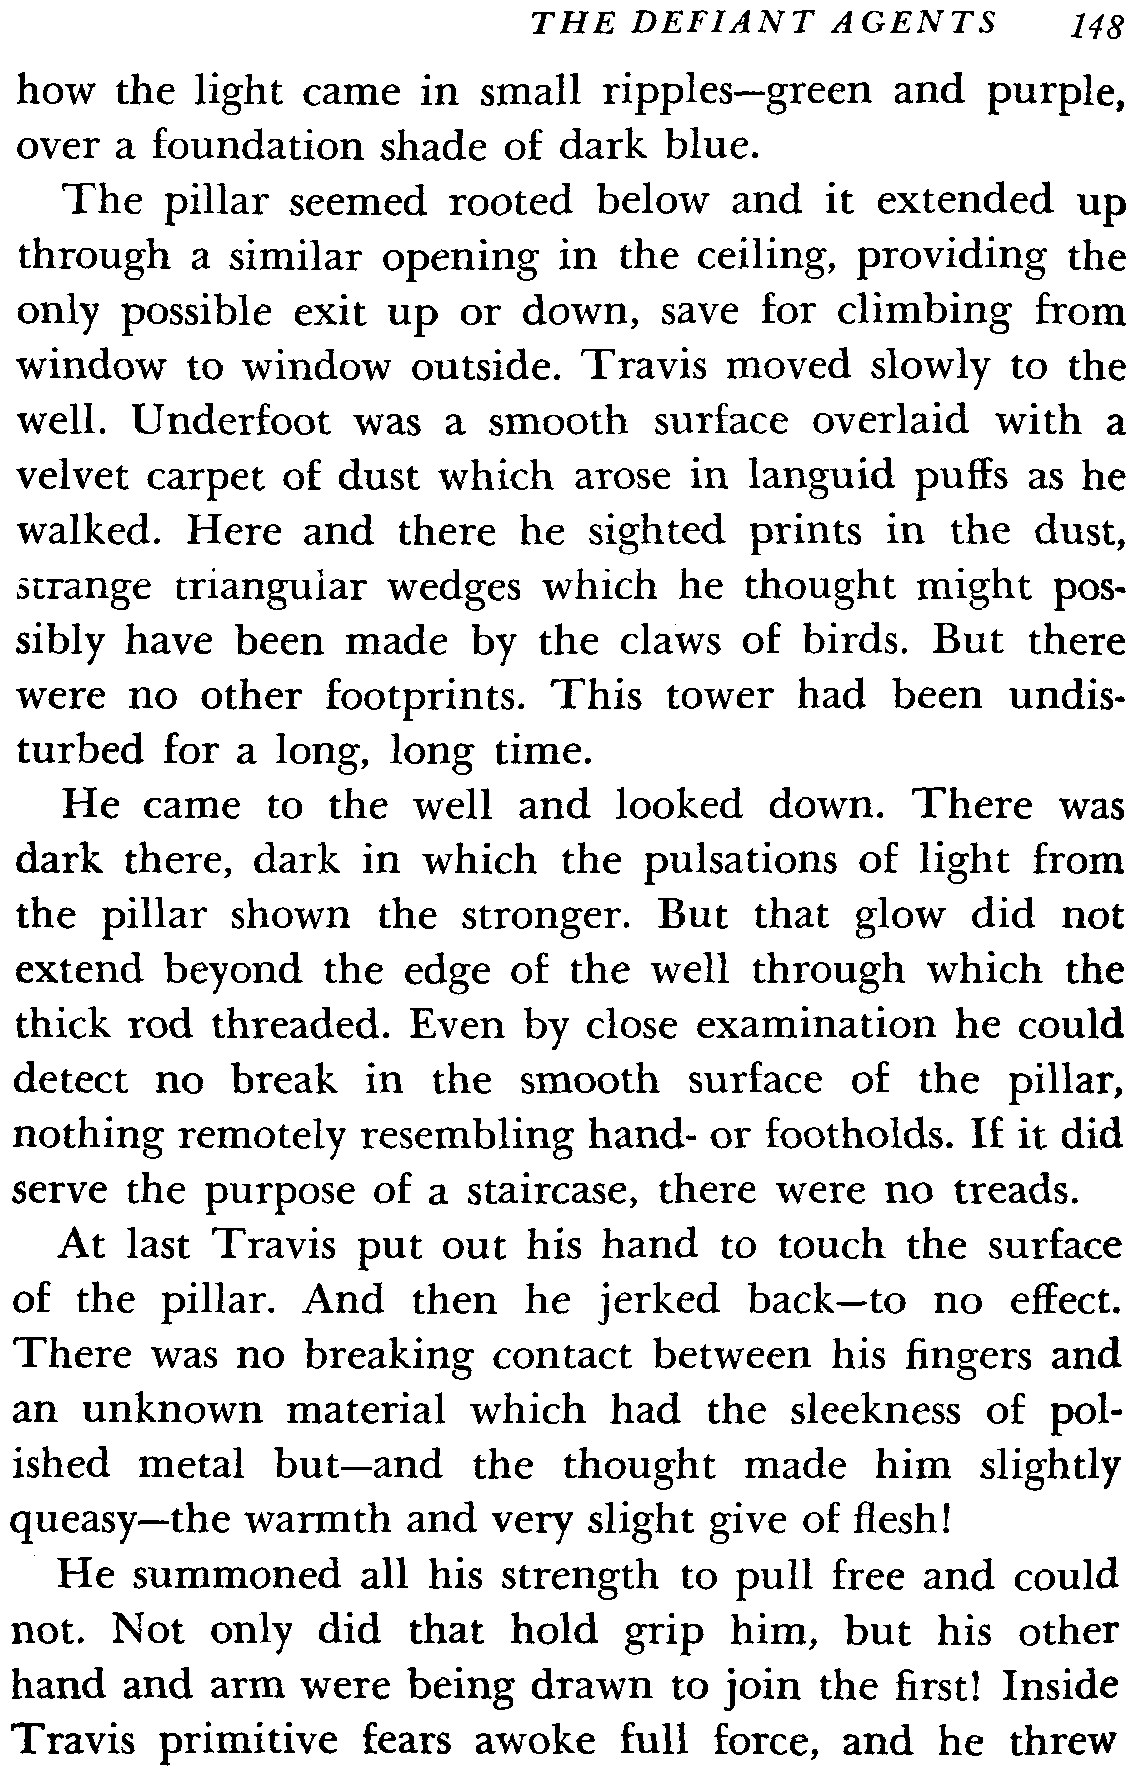 THE DEFIANT AGENTS 148
how the light came in small ripples—green and purple,
over a foundation shade of dark blue.
The pillar seemed rooted below and it extended up
through a similar opening in the ceiling, providing the
only possible exit up or down, save for climbing from
window to window outside. Travis moved slowly to the
well. Underfoot was a smooth surface overlaid with a
velvet carpet of dust which arose in languid puffs as he
walked. Here and there he sighted prints in the dust,
strange triangular wedges which he thought might pos-
sibly have been made by the claws of birds. But there
were no other footprints. This tower had been undis-
turbed for a long, long time.
He came to the well and looked down. There was
dark there, dark in which the pulsations of light from
the pillar shown the stronger. But that glow did not
extend beyond the edge of the well through which the
thick rod threaded. Even by close examination he could
detect no break in the smooth surface of the pillar,
nothing remotely resembling hand- or footholds. If it did
serve the purpose of a staircase, there were no treads.
At last Travis put out his hand to touch the surface
of the pillar. And then he jerked back—to no effect.
There was no breaking contact between his fingers and
an unknown material which had the sleekness of pol-
ished metal but—and the thought made him slightly
queasy—the warmth and very slight give of flesh!
He summoned all his strength to pull free and could
not. Not only did that hold grip him, but his other
hand and arm were being drawn to join the first! Inside
Travis primitive fears awoke full force, and he threw